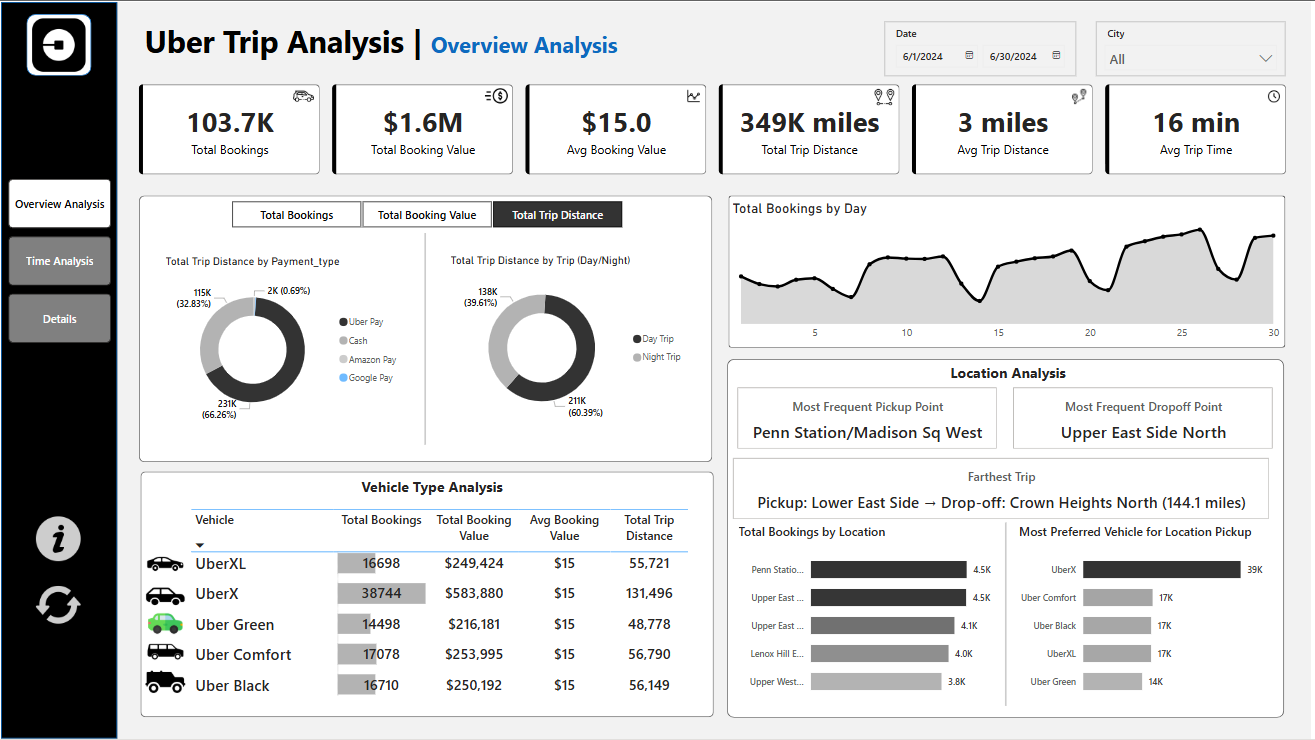 Uber Trip Analysis | Overview Analysis
Date
6/1/2024
6/30/2024
City
All
Overview Analysis
Time Analysis
Details
103.7K
Total Bookings
$1.6M
Total Booking Value
$15.0
Avg Booking Value
349K miles
Total Trip Distance
3 miles
Avg Trip Distance
16 min
Avg Trip Time
Total Bookings
Total Booking Value
Total Trip Distance
Total Trip Distance by Payment_type
115K
(32.83%)
2K (0.69%)
231K
(66.26%)
Uber Pay
Cash
Amazon Pay
Google Pay
Total Trip Distance by Trip (Day/Night)
138K
(39.61%)
211K
(60.39%)
Day Trip
Night Trip
Total Bookings by Day
5 10 15 20 25 30
Vehicle Type Analysis
Vehicle Total Bookings Total Booking Value Avg Booking Value Total Trip Distance
UberXL 16698 $249,424 $15 55,721
UberX 38744 $583,880 $15 131,496
Uber Green 14498 $216,181 $15 48,778
Uber Comfort 17078 $253,995 $15 56,790
Uber Black 16710 $250,192 $15 56,149
Location Analysis
Most Frequent Pickup Point
Penn Station/Madison Sq West
Most Frequent Dropoff Point
Upper East Side North
Farthest Trip
Pickup: Lower East Side → Drop-off: Crown Heights North (144.1 miles)
Total Bookings by Location
Penn Statio... 4.5K
Upper East ... 4.5K
Upper East ... 4.1K
Lenox Hill E... 4.0K
Upper West... 3.8K
Most Preferred Vehicle for Location Pickup
UberX 39K
Uber Comfort 17K
Uber Black 17K
UberXL 17K
Uber Green 14K